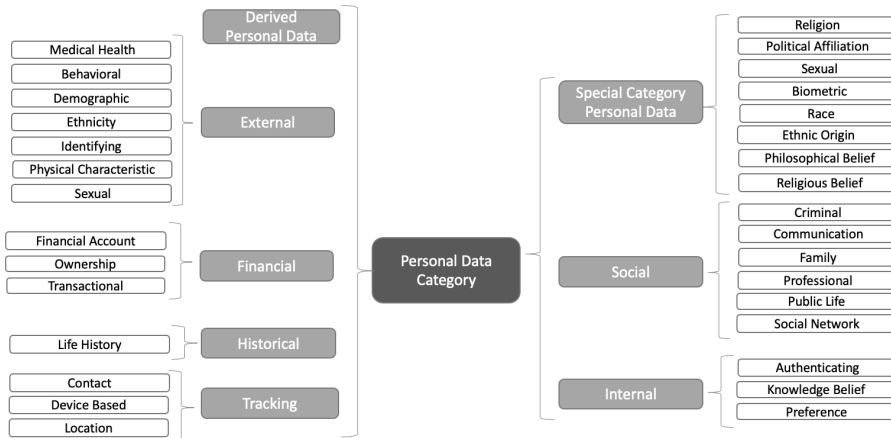 Derived
Personal Data
Medical Health
Behavioral
Demographic
Ethnicity
Identifying
Physical Characteristic
Sexual
External
Financial Account
Ownership
Transactional
Financial
Life History
Historical
Contact
Device Based
Location
Tracking
Personal Data
Category
Special Category
Personal Data
Religion
Political Affiliation
Sexual
Biometric
Race
Ethnic Origin
Philosophical Belief
Religious Belief
Social
Criminal
Communication
Family
Professional
Public Life
Social Network
Internal
Authenticating
Knowledge Belief
Preference